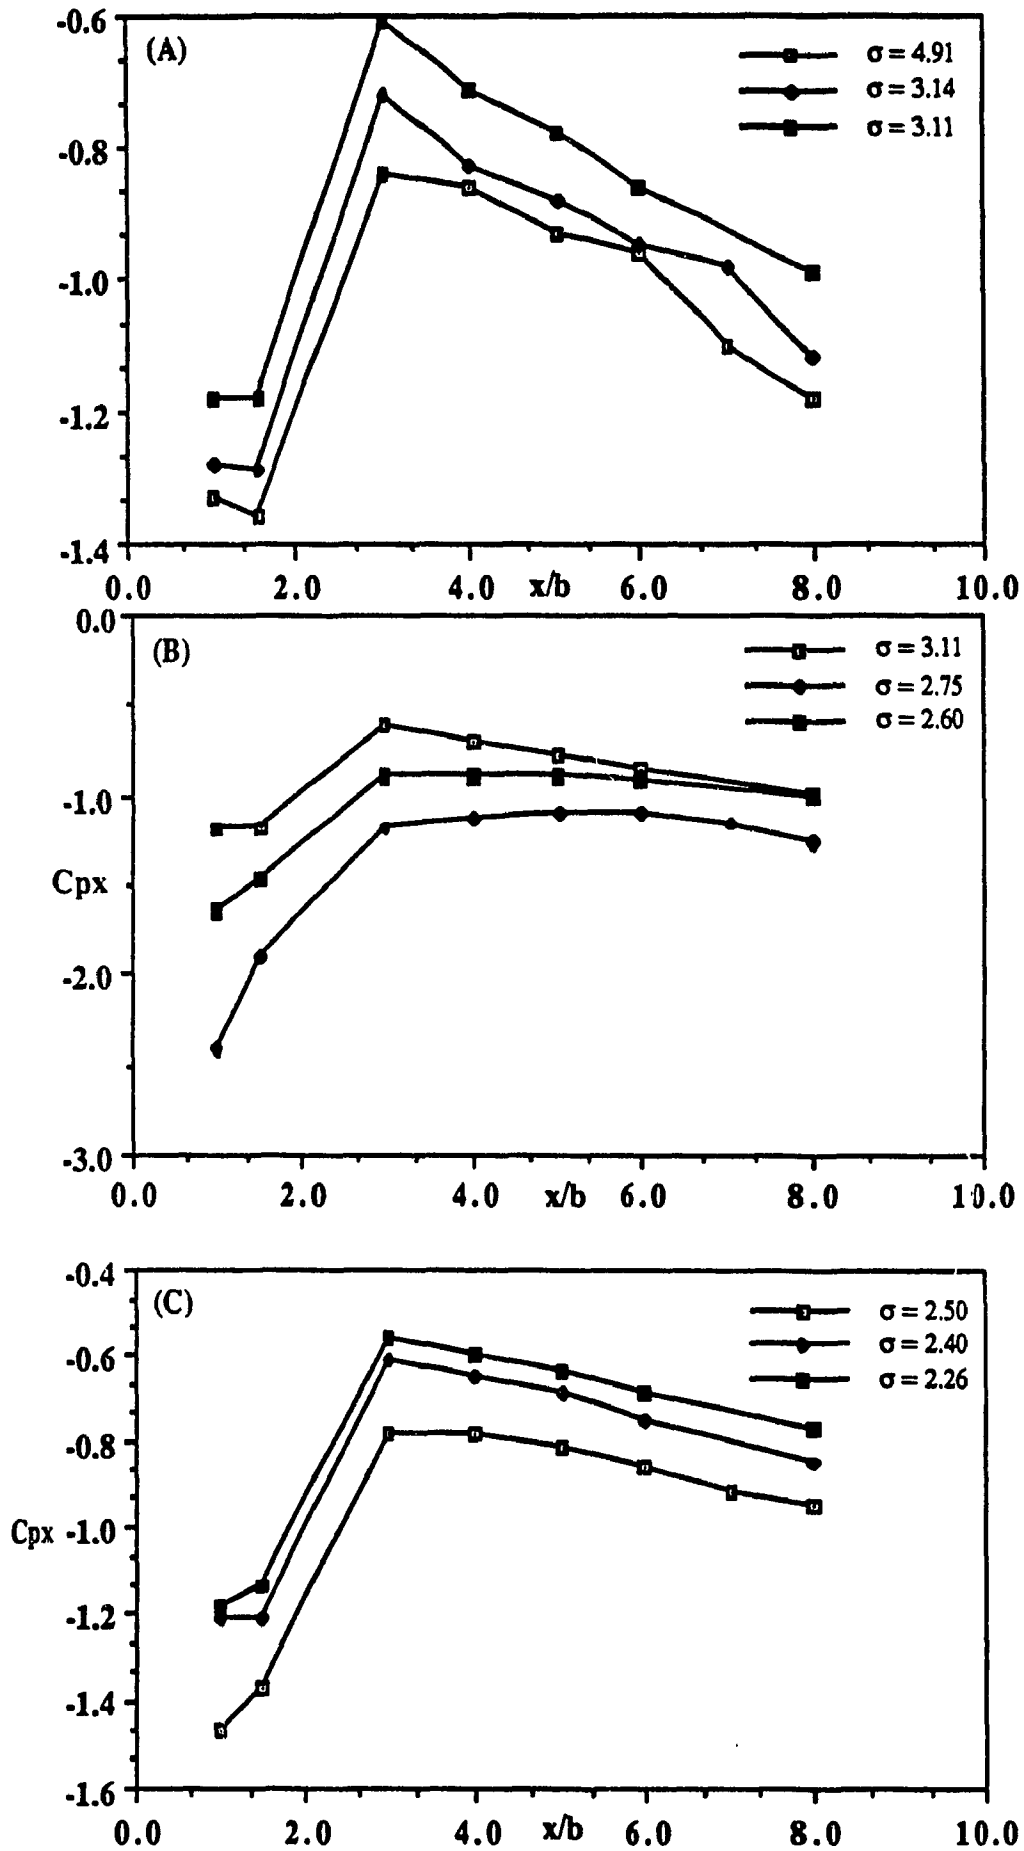 -0.6
(A)
σ = 4.91
σ = 3.14
σ = 3.11
-0.8
-1.0
-1.2
-1.4
0.0 2.0 4.0 x/b 6.0 8.0 10.0
0.0
(B)
σ = 3.11
σ = 2.75
σ = 2.60
-1.0
Cpx
-2.0
-3.0
0.0 2.0 4.0 x/b 6.0 8.0 10.0
-0.4
(C)
σ = 2.50
σ = 2.40
σ = 2.26
-0.6
-0.8
Cpx -1.0
-1.2
-1.4
-1.6
0.0 2.0 4.0 x/b 6.0 8.0 10.0